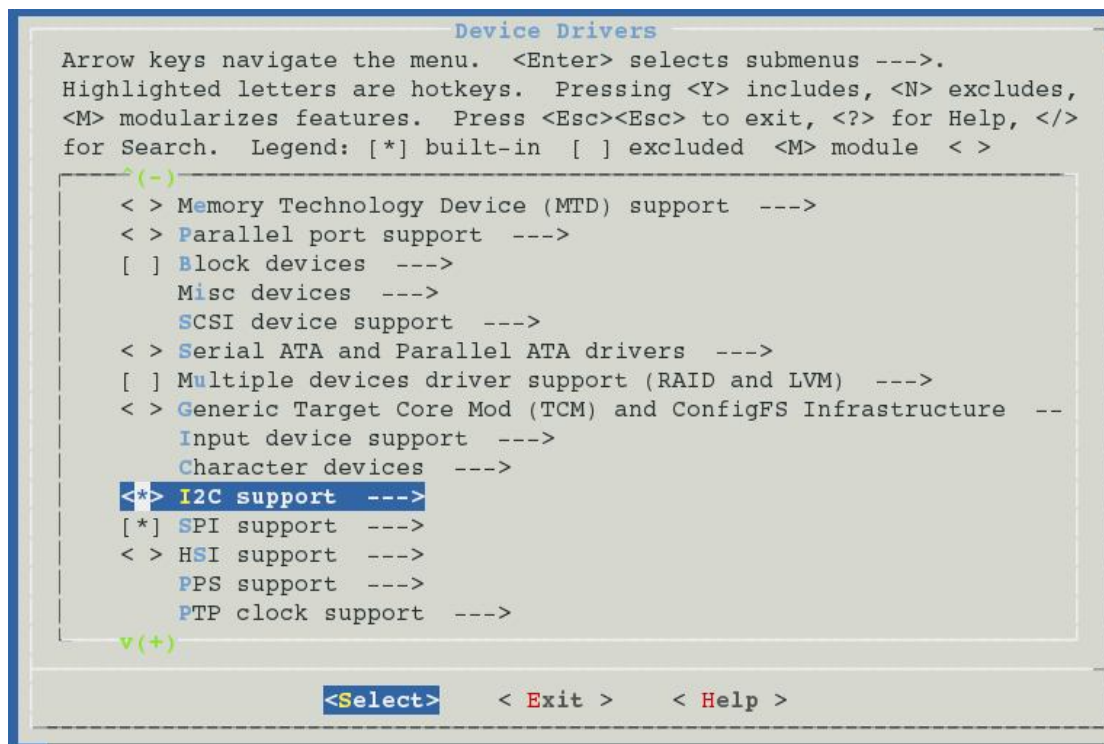 Device Drivers
Arrow keys navigate the menu.  <Enter> selects submenus --->.
Highlighted letters are hotkeys.  Pressing <Y> includes, <N> excludes,
<M> modularizes features.  Press <Esc><Esc> to exit, <?> for Help, </>
for Search.  Legend: [*] built-in  [ ] excluded  <M> module  < >
^(-)
< > Memory Technology Device (MTD) support  --->
< > Parallel port support  --->
[ ] Block devices  --->
Misc devices  --->
SCSI device support  --->
< > Serial ATA and Parallel ATA drivers  --->
[ ] Multiple devices driver support (RAID and LVM)  --->
< > Generic Target Core Mod (TCM) and ConfigFS Infrastructure  --
Input device support  --->
Character devices  --->
<*> I2C support  --->
[*] SPI support  --->
< > HSI support  --->
PPS support  --->
PTP clock support  --->
v(+)
<Select>    < Exit >    < Help >